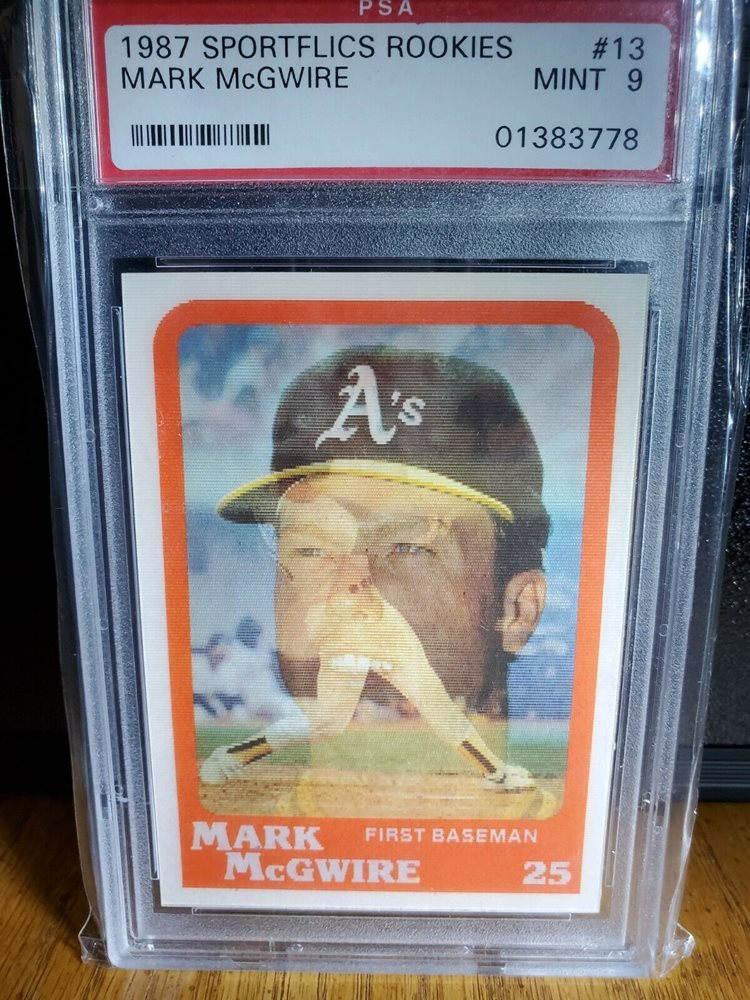 PSA
1987 SPORTFLICS ROOKIES #13
MARK McGWIRE MINT 9
01383778
A's
MARK FIRST BASEMAN
McGWIRE 25